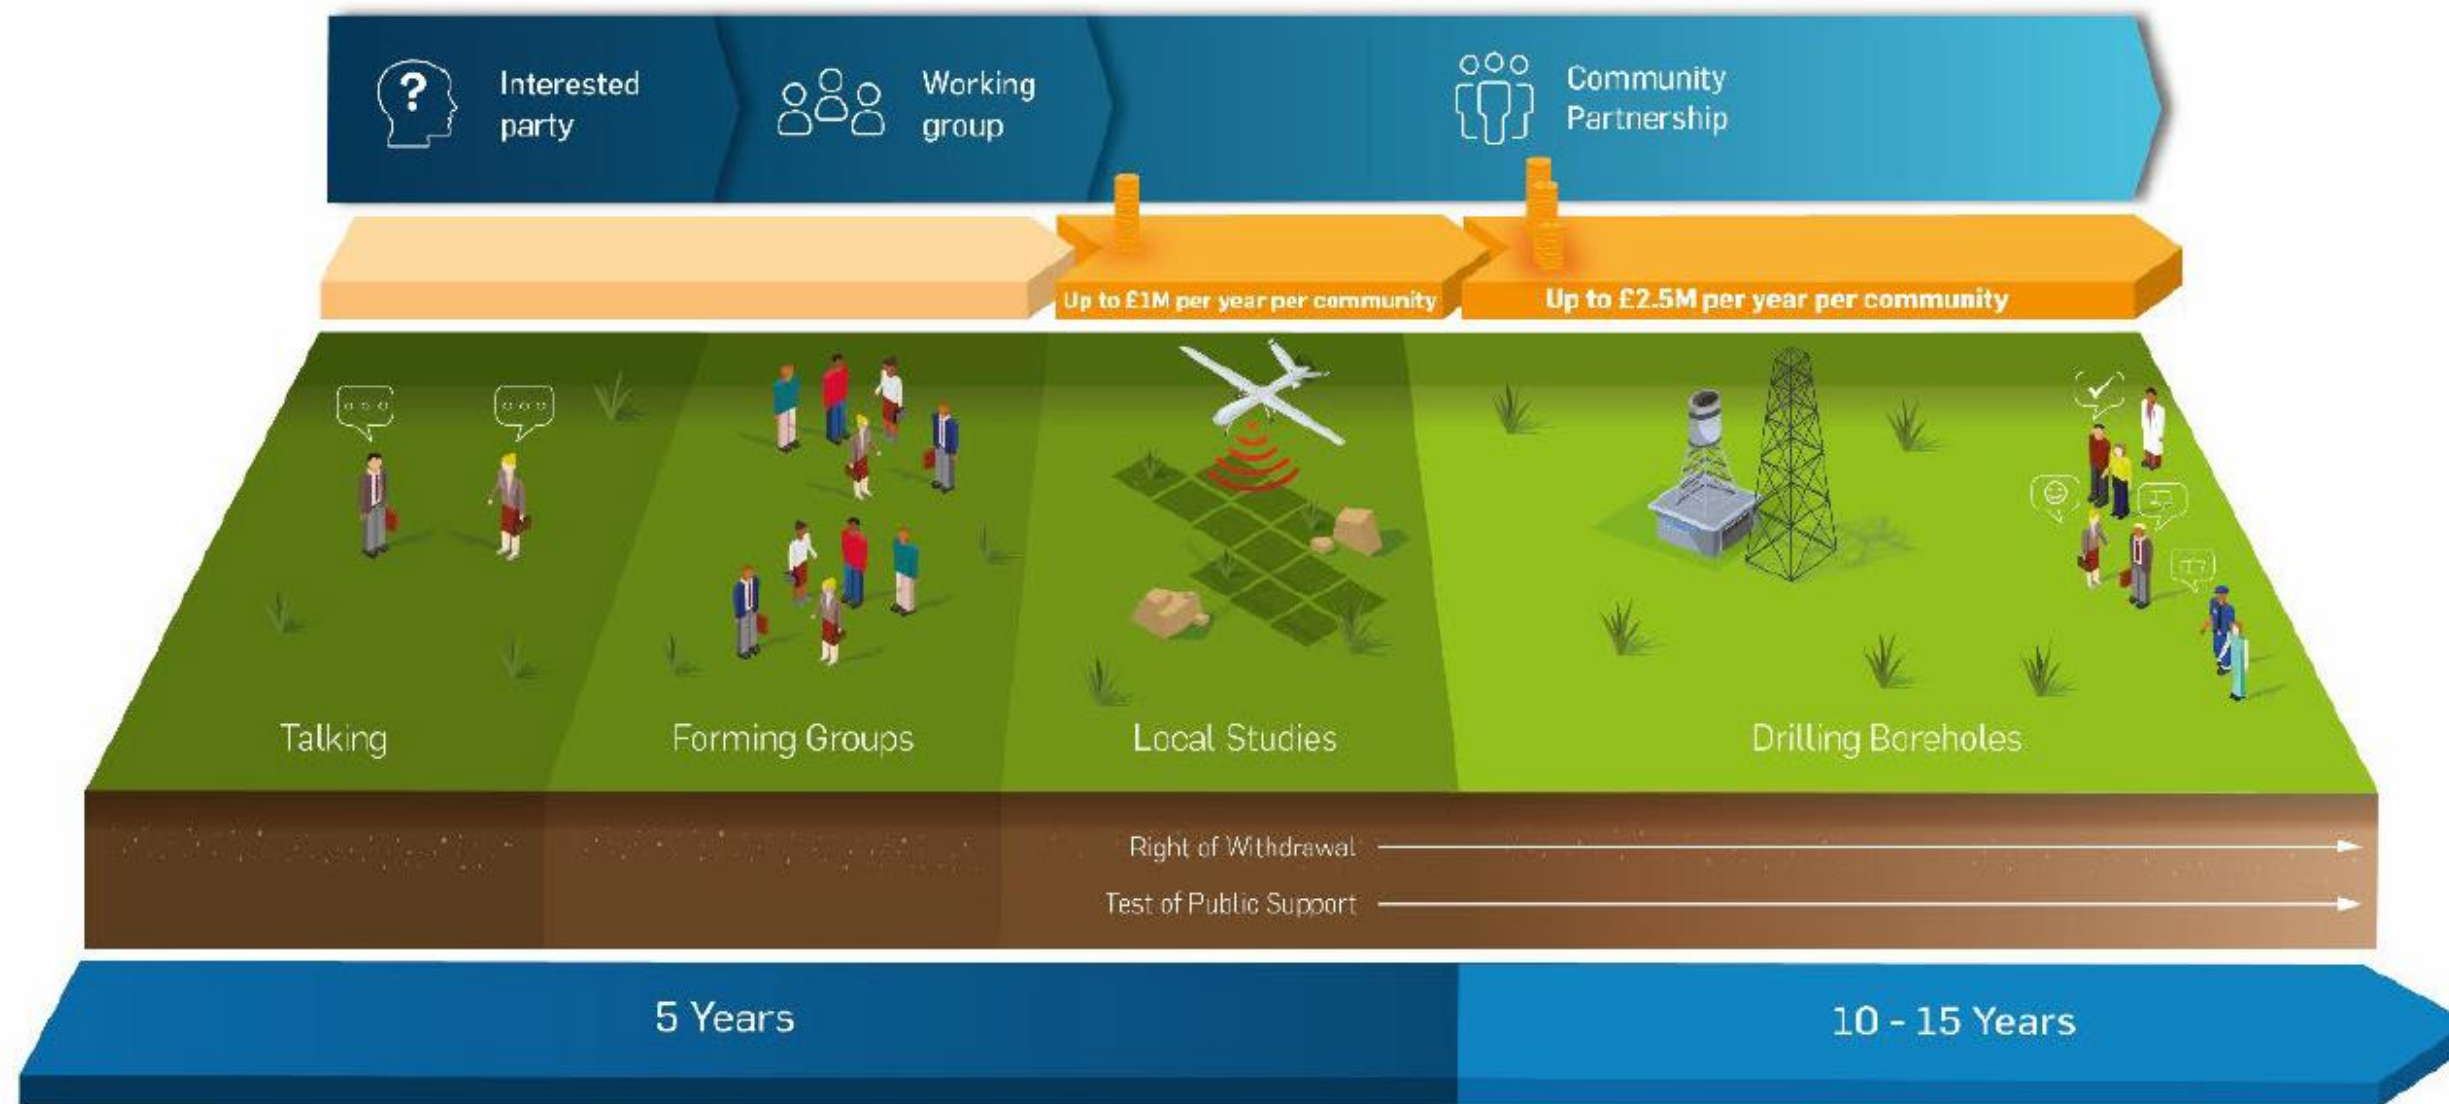 ?
Interested
party
Working
group
Community
Partnership
Up to £1M per year per community
Up to £2.5M per year per community
Talking
Forming Groups
Local Studies
Drilling Boreholes
Right of Withdrawal
Test of Public Support
5 Years
10 - 15 Years